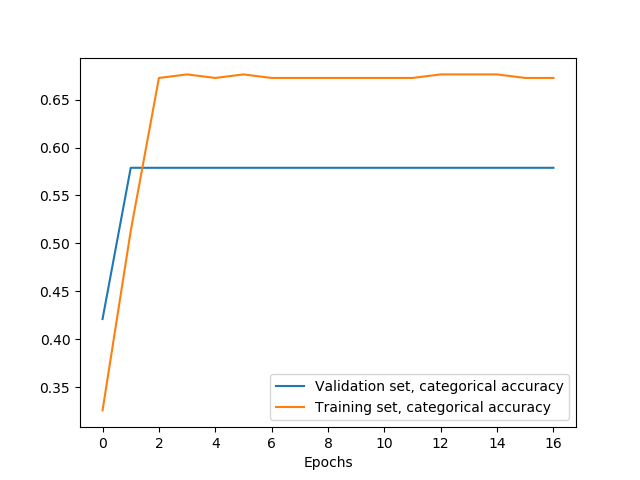 0.65
0.60
0.55
0.50
0.45
0.40
0.35
Validation set, categorical accuracy
Training set, categorical accuracy
0 2 4 6 8 10 12 14 16
Epochs